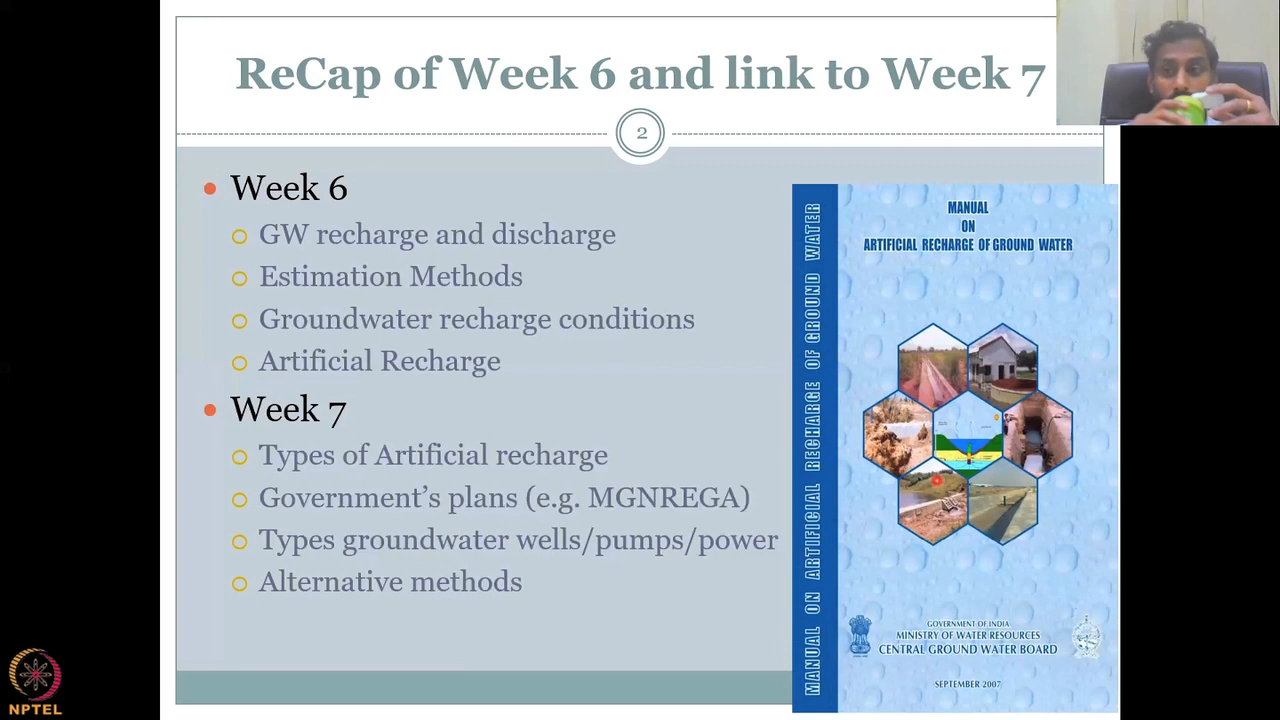 ReCap of Week 6 and link to Week 7
2
Week 6
GW recharge and discharge
Estimation Methods
Groundwater recharge conditions
Artificial Recharge
Week 7
Types of Artificial recharge
Government's plans (e.g. MGNREGA)
Types groundwater wells/pumps/power
Alternative methods
MANUAL ON ARTIFICIAL RECHARGE OF GROUND WATER
MANUAL
ON
ARTIFICIAL RECHARGE OF GROUND WATER
GOVERNMENT OF INDIA
MINISTRY OF WATER RESOURCES
CENTRAL GROUND WATER BOARD
SEPTEMBER 2007
NPTEL